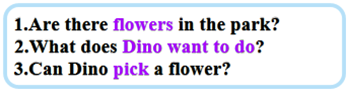 1.Are there flowers in the park?
2.What does Dino want to do?
3.Can Dino pick a flower?